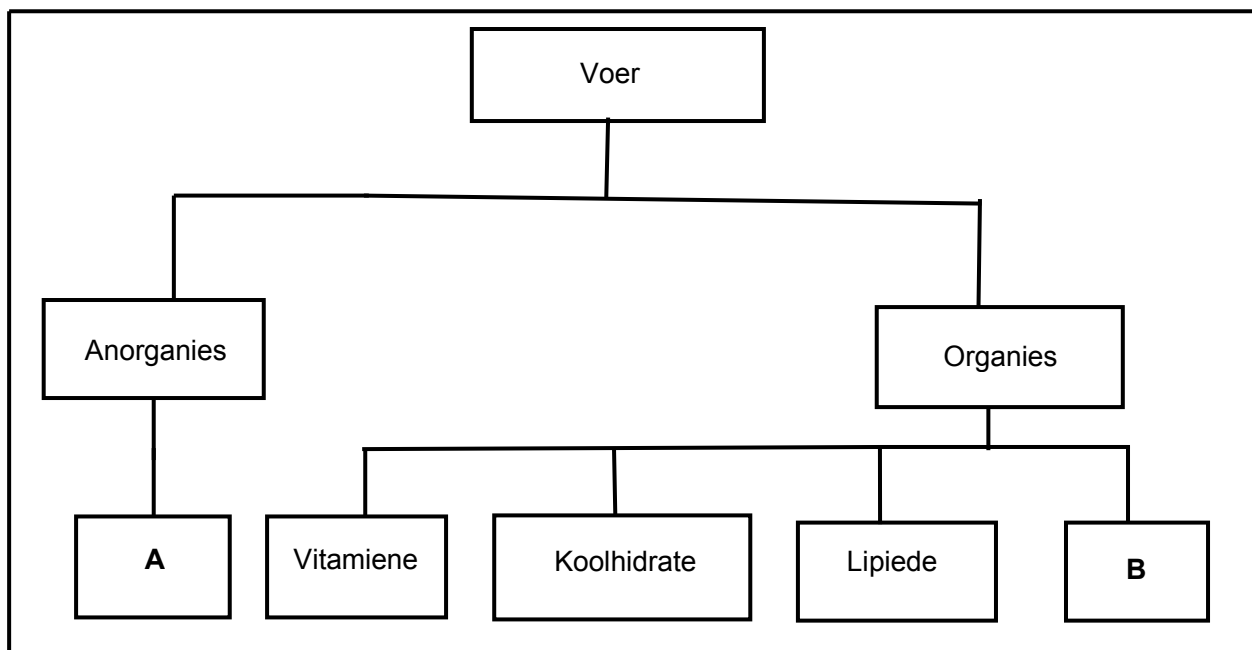 Voer
Anorganies
Organies
A
Vitamiene
Koolhidrate
Lipiede
B